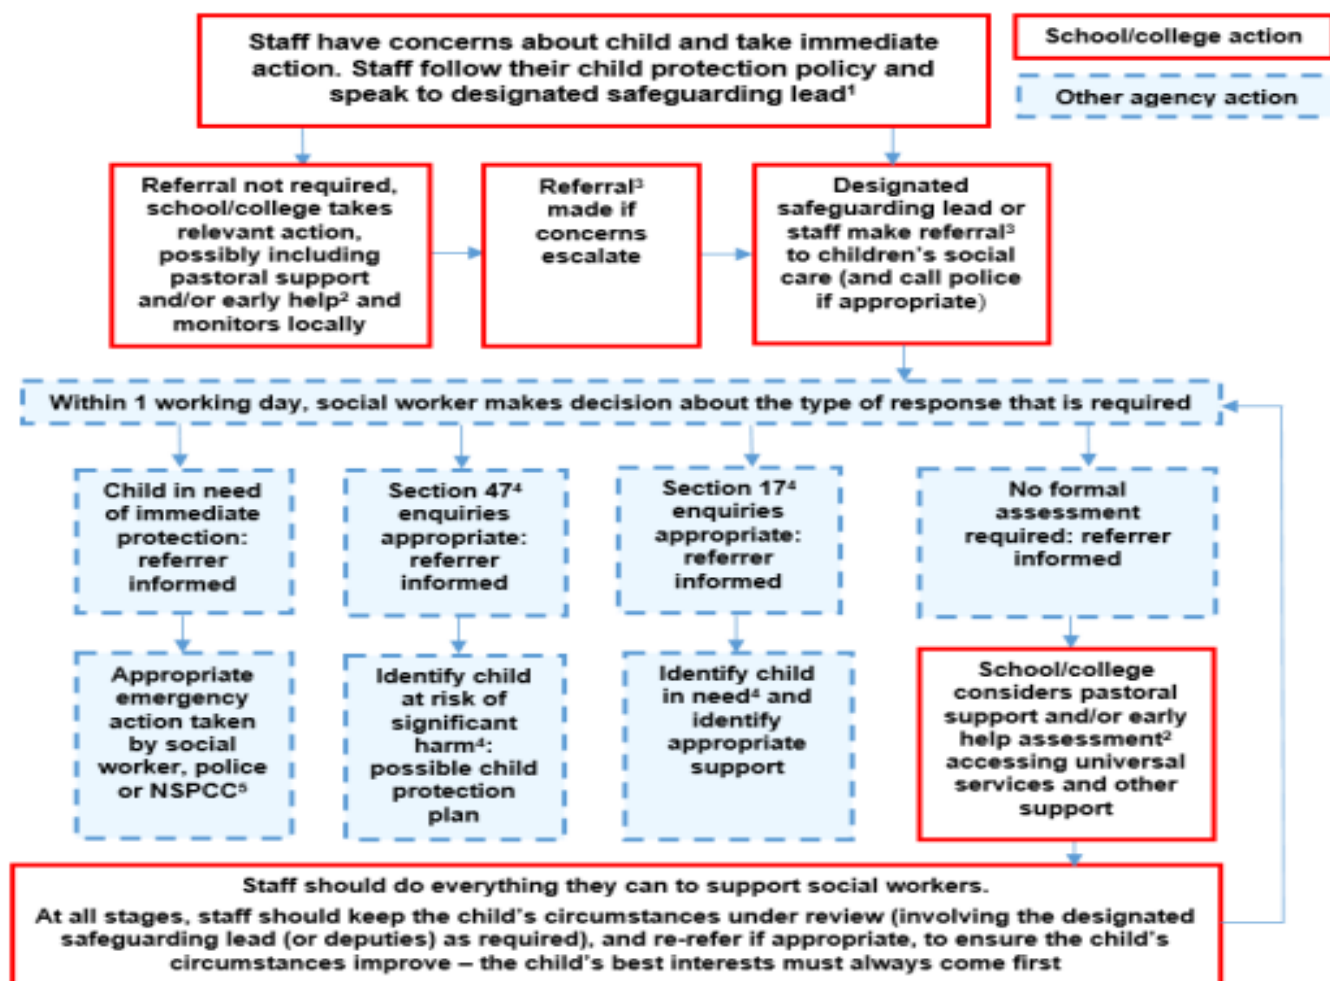 Staff have concerns about child and take immediate
action. Staff follow their child protection policy and
speak to designated safeguarding lead¹
School/college action
Other agency action
Referral not required,
school/college takes
relevant action,
possibly including
pastoral support
and/or early help² and
monitors locally
Referral³
made if
concerns
escalate
Designated
safeguarding lead or
staff make referral³
to children's social
care (and call police
if appropriate)
Within 1 working day, social worker makes decision about the type of response that is required
Child in need
of immediate
protection:
referrer
informed
Section 47⁴
enquiries
appropriate:
referrer
informed
Section 17⁴
enquiries
appropriate:
referrer
informed
No formal
assessment
required: referrer
informed
Appropriate
emergency
action taken
by social
worker, police
or NSPCC⁵
Identify child
at risk of
significant
harm⁴:
possible child
protection
plan
Identify child
in need⁴ and
identify
appropriate
support
School/college
considers pastoral
support and/or early
help assessment²
accessing universal
services and other
support
Staff should do everything they can to support social workers.
At all stages, staff should keep the child's circumstances under review (involving the designated
safeguarding lead (or deputies) as required), and re-refer if appropriate, to ensure the child's
circumstances improve – the child's best interests must always come first